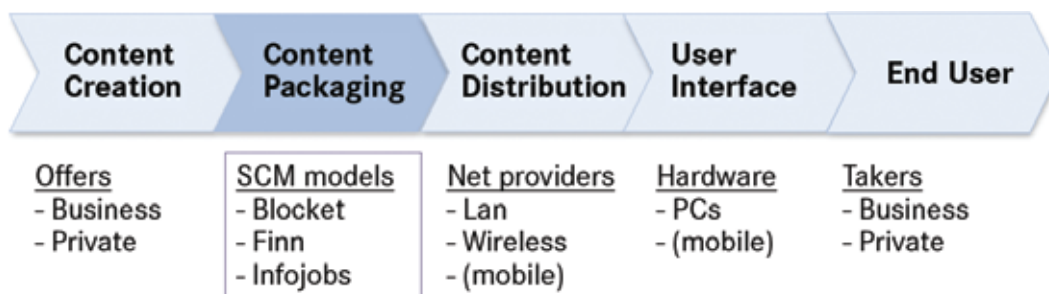 Content
Creation
Content
Packaging
Content
Distribution
User
Interface
End User
Offers
- Business
- Private
SCM models
- Blocket
- Finn
- Infojobs
Net providers
- Lan
- Wireless
- (mobile)
Hardware
- PCs
- (mobile)
Takers
- Business
- Private